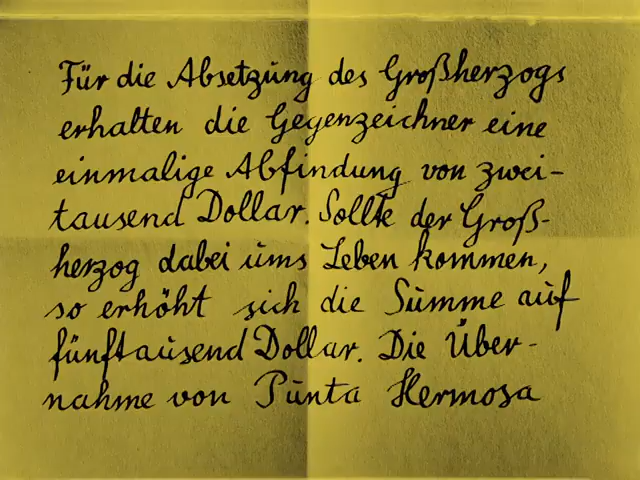 Für die Absetzung des Großherzogs
erhalten die Gegenzeichner eine
einmalige Abfindung von zwei-
tausend Dollar. Sollte der Groß-
herzog dabei ums Leben kommen,
so erhöht sich die Summe auf
fünftausend Dollar. Die Über-
nahme von Punta Hermosa